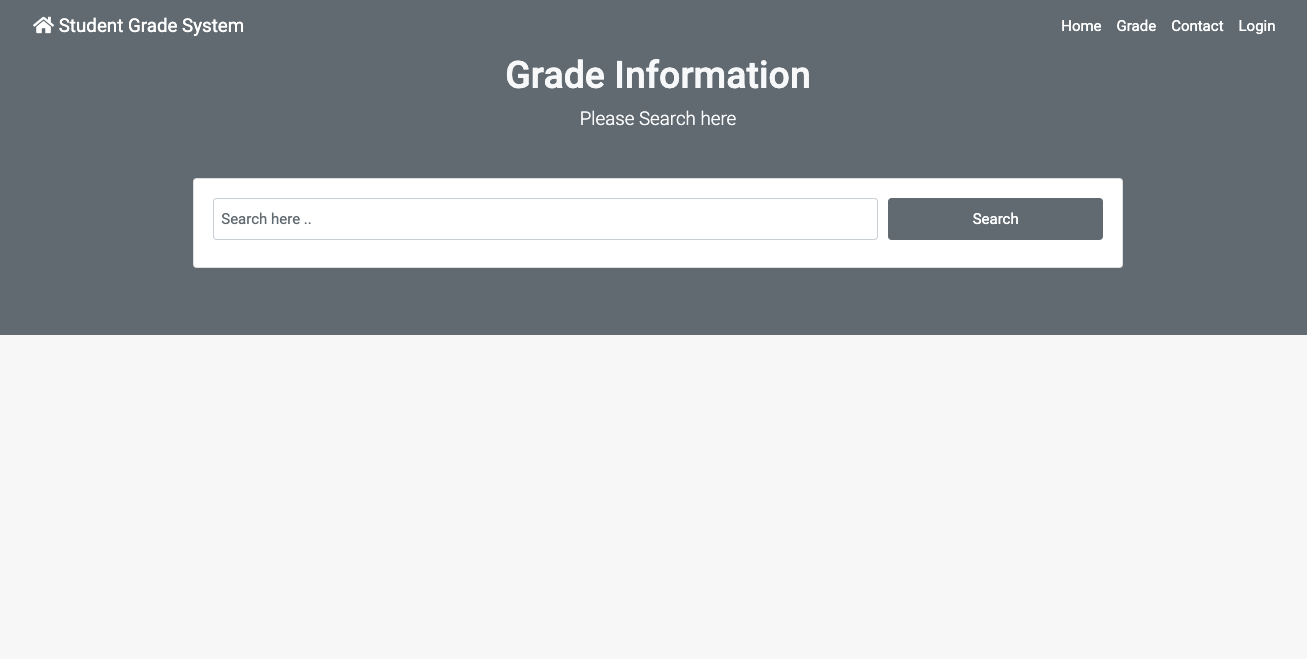 Student Grade System
Home Grade Contact Login
Grade Information
Please Search here
Search here ..
Search